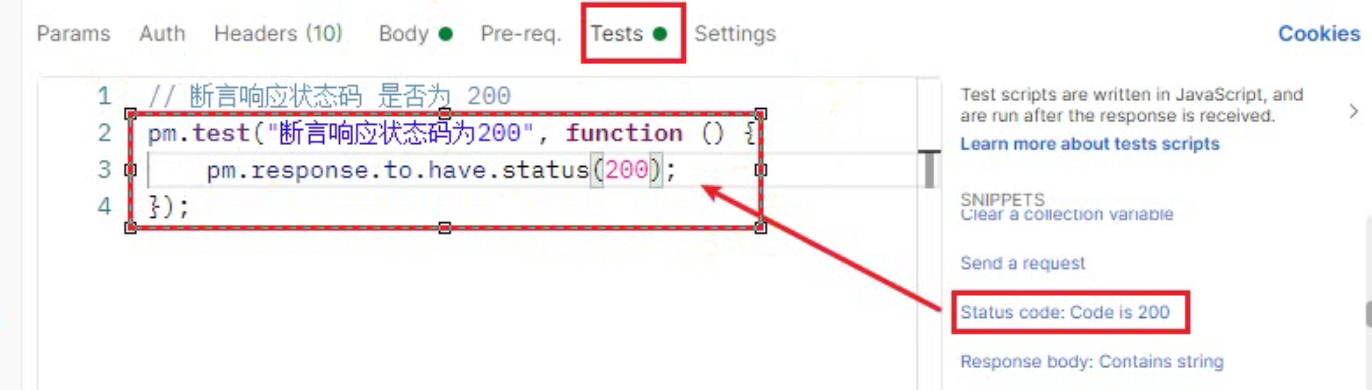 Params Auth Headers (10) Body Pre-req. Tests Settings Cookies
1 // 断言响应状态码 是否为 200
2 pm.test("断言响应状态码为200", function () {
3 pm.response.to.have.status(200);
4 });
Test scripts are written in JavaScript, and
are run after the response is received.
Learn more about tests scripts
SNIPPETS
Clear a collection variable
Send a request
Status code: Code is 200
Response body: Contains string